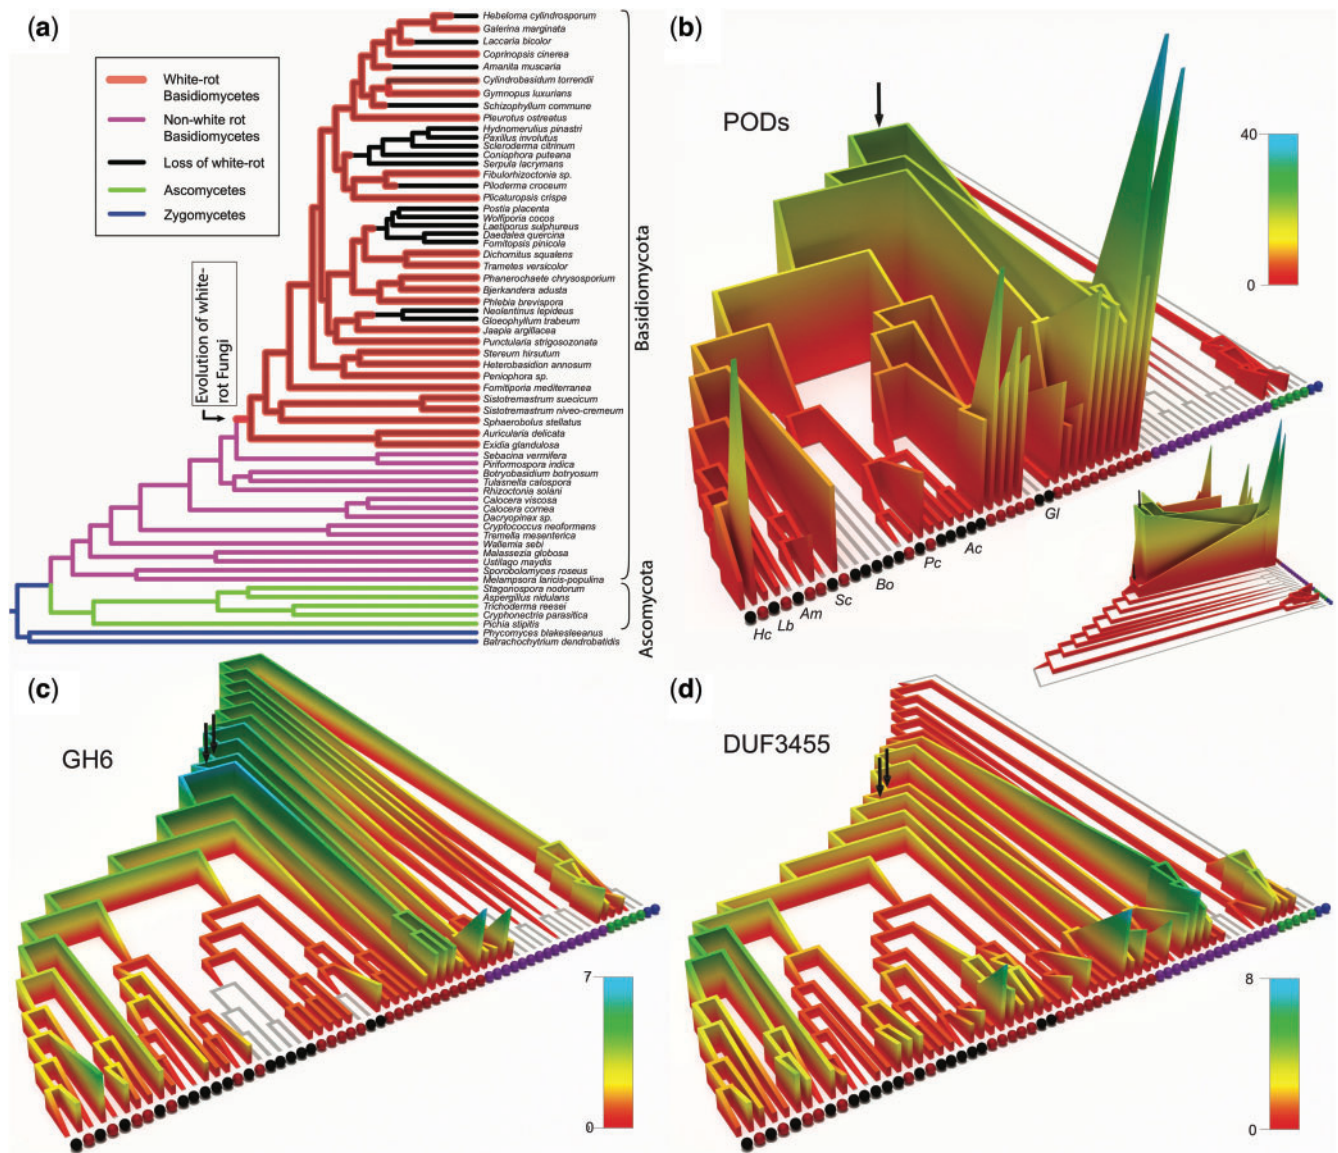 (a)
White-rot
Basidiomycetes
Non-white rot
Basidiomycetes
Loss of white-rot
Ascomycetes
Zygomycetes
Evolution of white-
rot Fungi
Hebeloma cylindrosporum
Galerina marginata
Laccaria bicolor
Coprinopsis cinerea
Amanita muscaria
Cylindrobasidum torrendii
Gymnopus luxurians
Schizophyllum commune
Pleurotus ostreatus
Hydnomerulius pinastri
Paxillus involutus
Scleroderma citrinum
Coniophora puteana
Serpula lacrymans
Fibulorhizoctonia sp.
Piloderma croceum
Plicaturopsis crispa
Postia placenta
Wolfiporia cocos
Laetiporus sulphureus
Daedalea quercina
Fomitopsis pinicola
Dichomitus squalens
Trametes versicolor
Phanerochaete chrysosporium
Bjerkandera adusta
Phlebia brevispora
Neolentinus lepideus
Gloeophyllum trabeum
Jaapia argillacea
Punctularia strigosozonata
Stereum hirsutum
Heterobasidion annosum
Peniophora sp.
Fomitiporia mediterranea
Sistotremastrum suecicum
Sistotremastrum niveo-cremeum
Sphaerobolus stellatus
Auricularia delicata
Exidia glandulosa
Sebacina vermifera
Piriformospora indica
Botryobasidium botryosum
Tulasnella calospora
Rhizoctonia solani
Calocera viscosa
Calocera cornea
Dacryopinax sp.
Cryptococcus neoformans
Tremella mesenterica
Wallemia sebi
Malassezia globosa
Ustilago maydis
Sporobolomyces roseus
Melampsora laricis-populina
Stagonospora nodorum
Aspergillus nidulans
Trichoderma reesei
Cryphonectria parasitica
Pichia stipitis
Phycomyces blakesleeanus
Batrachochytrium dendrobatidis
Basidiomycota
Ascomycota
(b)
PODs
40
0
Hc
Lb
Am
Sc
Bo
Pc
Ac
Gl
(c)
GH6
7
0
(d)
DUF3455
8
0